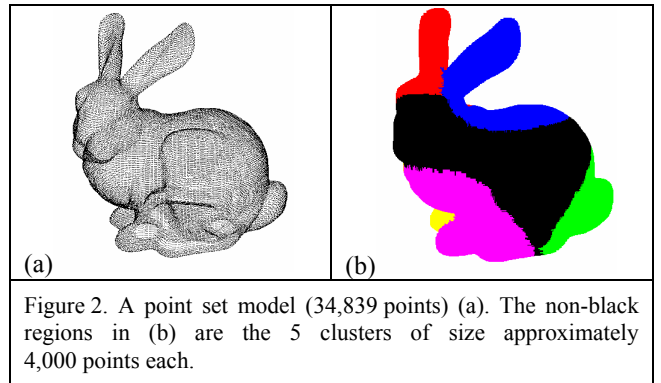 (a)
(b)
Figure 2. A point set model (34,839 points) (a). The non-black
regions in (b) are the 5 clusters of size approximately
4,000 points each.